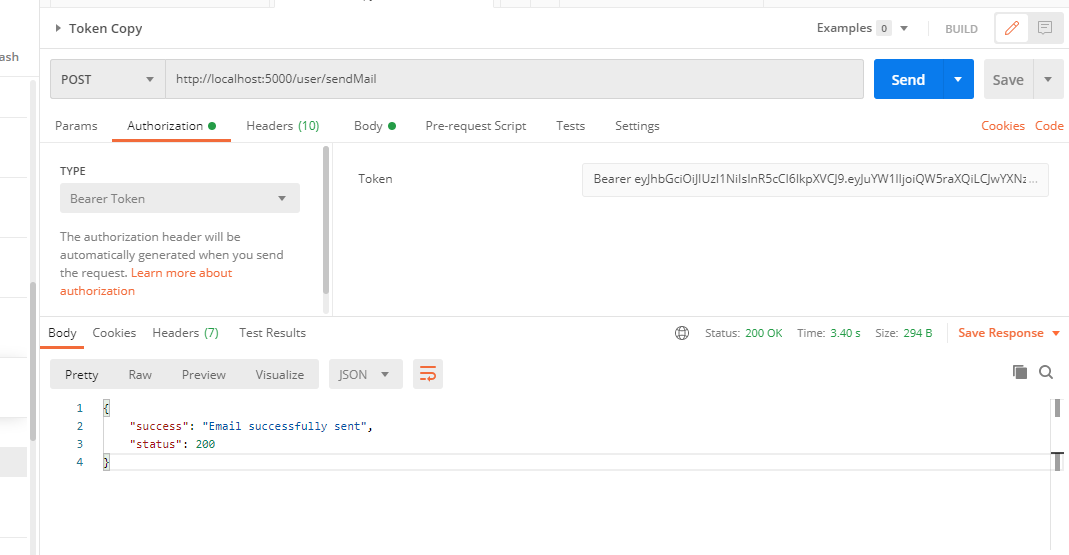 Token Copy
Examples 0
BUILD
ash
POST
http://localhost:5000/user/sendMail
Send
Save
Params
Authorization
Headers (10)
Body
Pre-request Script
Tests
Settings
Cookies
Code
TYPE
Bearer Token
The authorization header will be
automatically generated when you send
the request. Learn more about
authorization
Token
Body
Cookies
Headers (7)
Test Results
Status: 200 OK
Time: 3.40 s
Size: 294 B
Save Response
Pretty
Raw
Preview
Visualize
JSON
1 {
2 "success": "Email successfully sent",
3 "status": 200
4 }